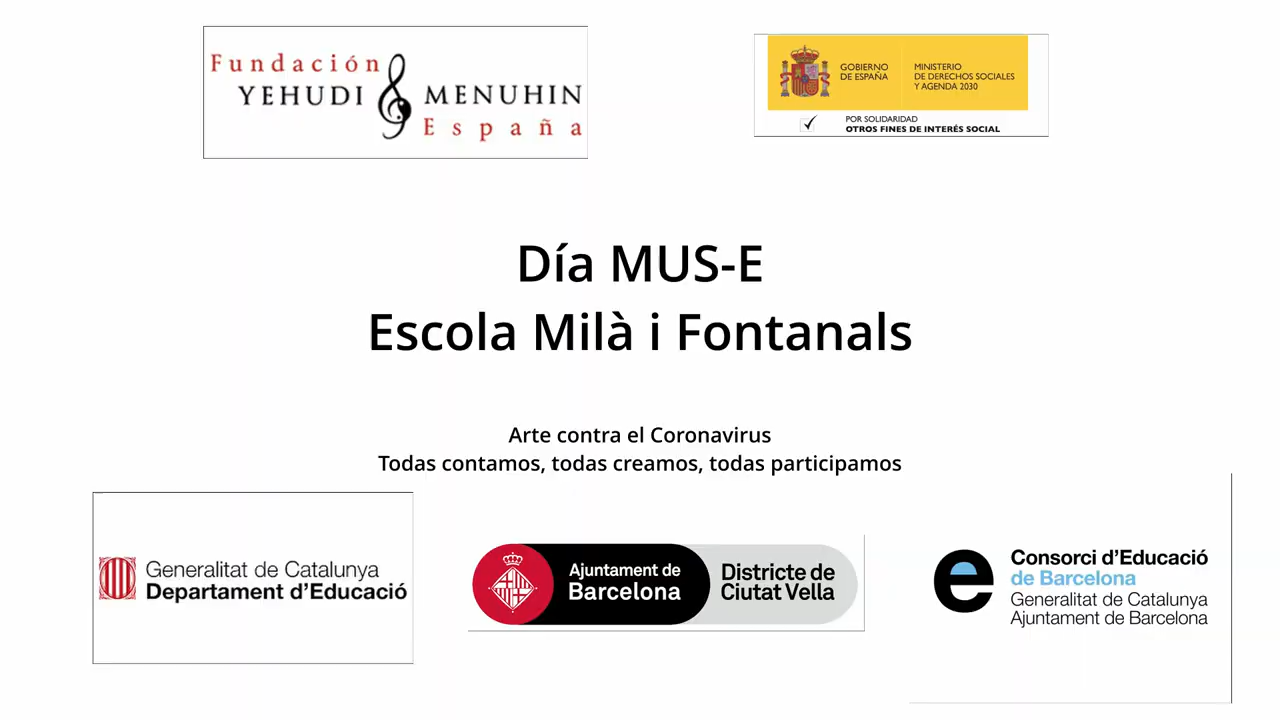 Fundación
YEHUDI MENUHIN
España
GOBIERNO
DE ESPAÑA
MINISTERIO
DE DERECHOS SOCIALES
Y AGENDA 2030
POR SOLIDARIDAD
OTROS FINES DE INTERÉS SOCIAL
Día MUS-E
Escola Milà i Fontanals
Arte contra el Coronavirus
Todas contamos, todas creamos, todas participamos
Generalitat de Catalunya
Departament d'Educació
Ajuntament de
Barcelona
Districte de
Ciutat Vella
Consorci d'Educació
de Barcelona
Generalitat de Catalunya
Ajuntament de Barcelona